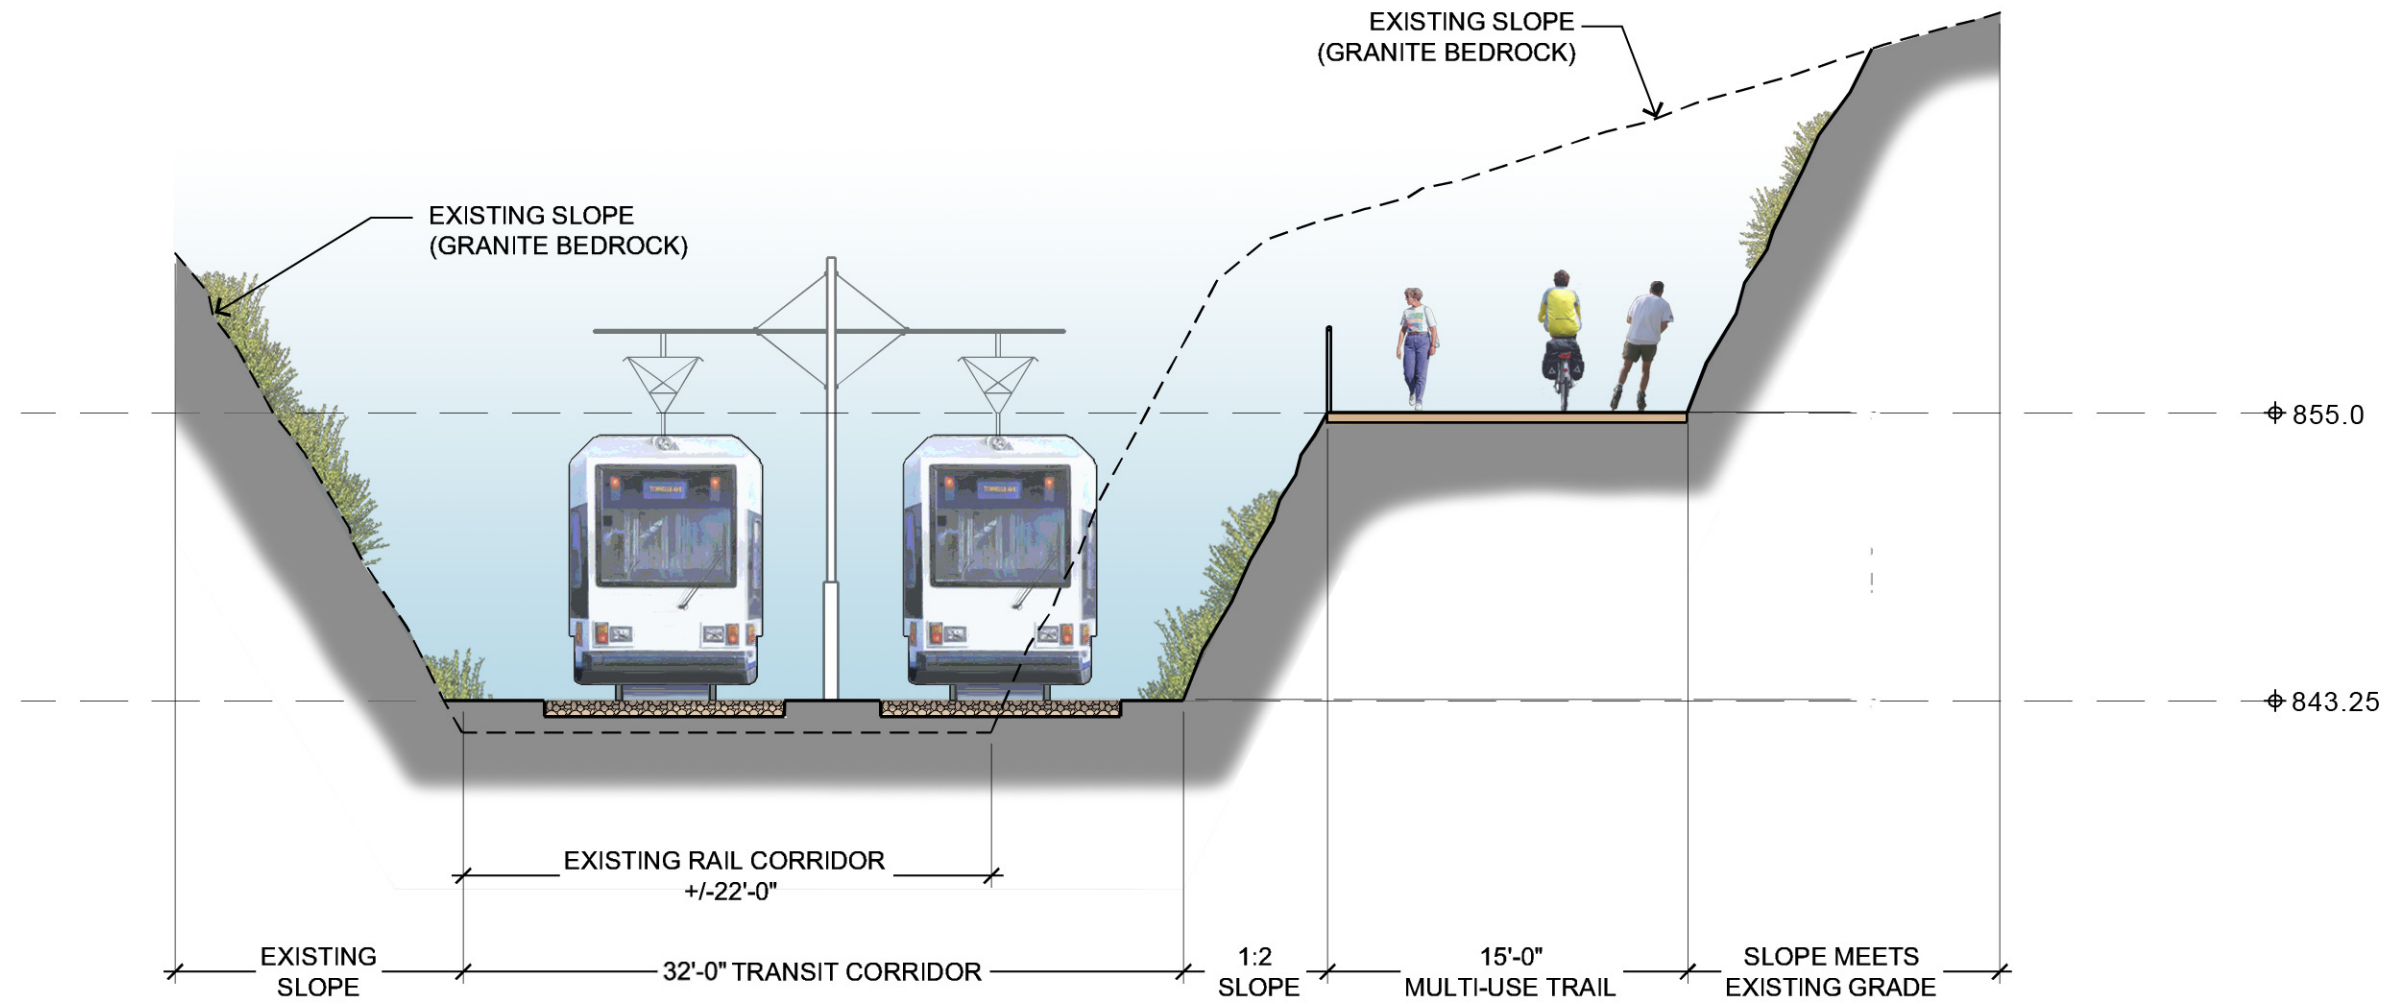 EXISTING SLOPE
(GRANITE BEDROCK)
EXISTING SLOPE
(GRANITE BEDROCK)
855.0
843.25
EXISTING RAIL CORRIDOR
+/-22'-0"
EXISTING
SLOPE
32'-0" TRANSIT CORRIDOR
1:2
SLOPE
15'-0"
MULTI-USE TRAIL
SLOPE MEETS
EXISTING GRADE